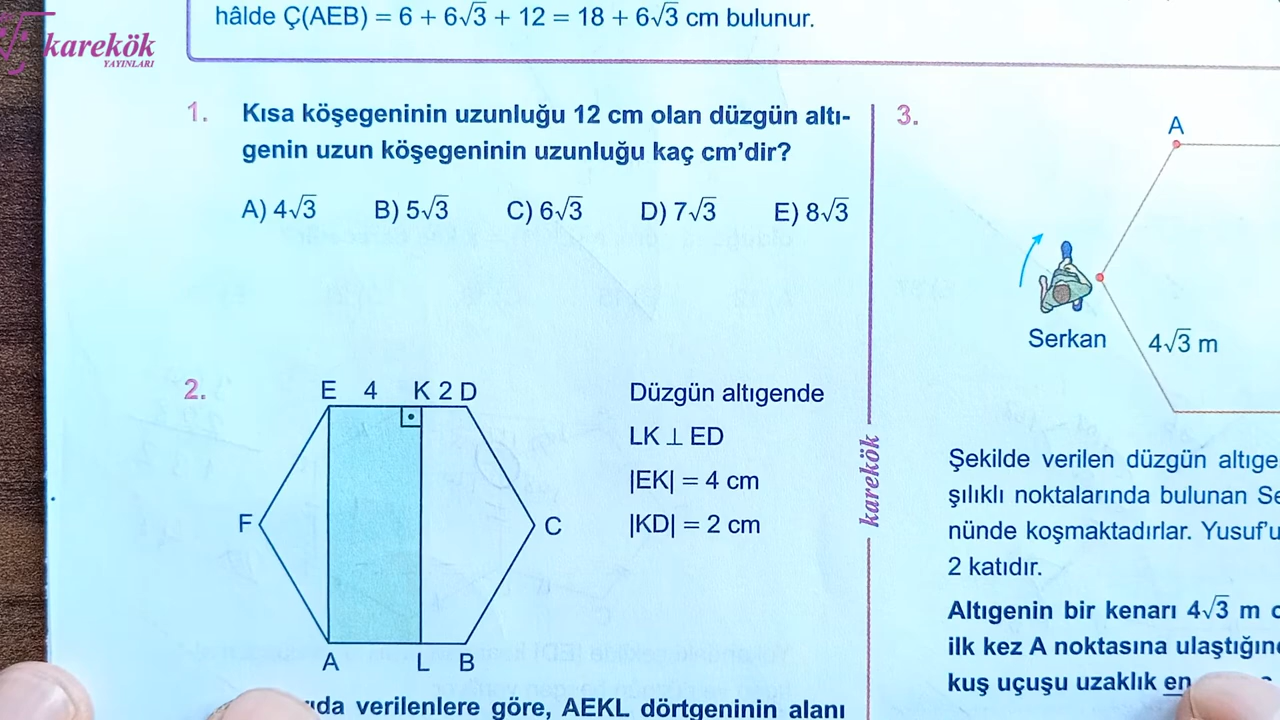 hâlde Ç(AEB) = 6 + 6√3 + 12 = 18 + 6√3 cm bulunur.
karekök
YAYINLARI
1. Kısa köşegeninin uzunluğu 12 cm olan düzgün altı-
genin uzun köşegeninin uzunluğu kaç cm'dir?
A) 4√3 B) 5√3 C) 6√3 D) 7√3 E) 8√3
2.
E 4 K 2 D
F
C
A L B
Düzgün altıgende
LK ⊥ ED
|EK| = 4 cm
|KD| = 2 cm
verilenlere göre, AEKL dörtgeninin alanı
karekök
3.
A
Serkan
4√3 m
Şekilde verilen düzgün
şılıklı noktalarında bulunan
nünde koşmaktadırlar.
2 katıdır.
Altıgenin bir kenarı 4√3 m
ilk kez A noktasına
kuş uçuşu uzaklık en